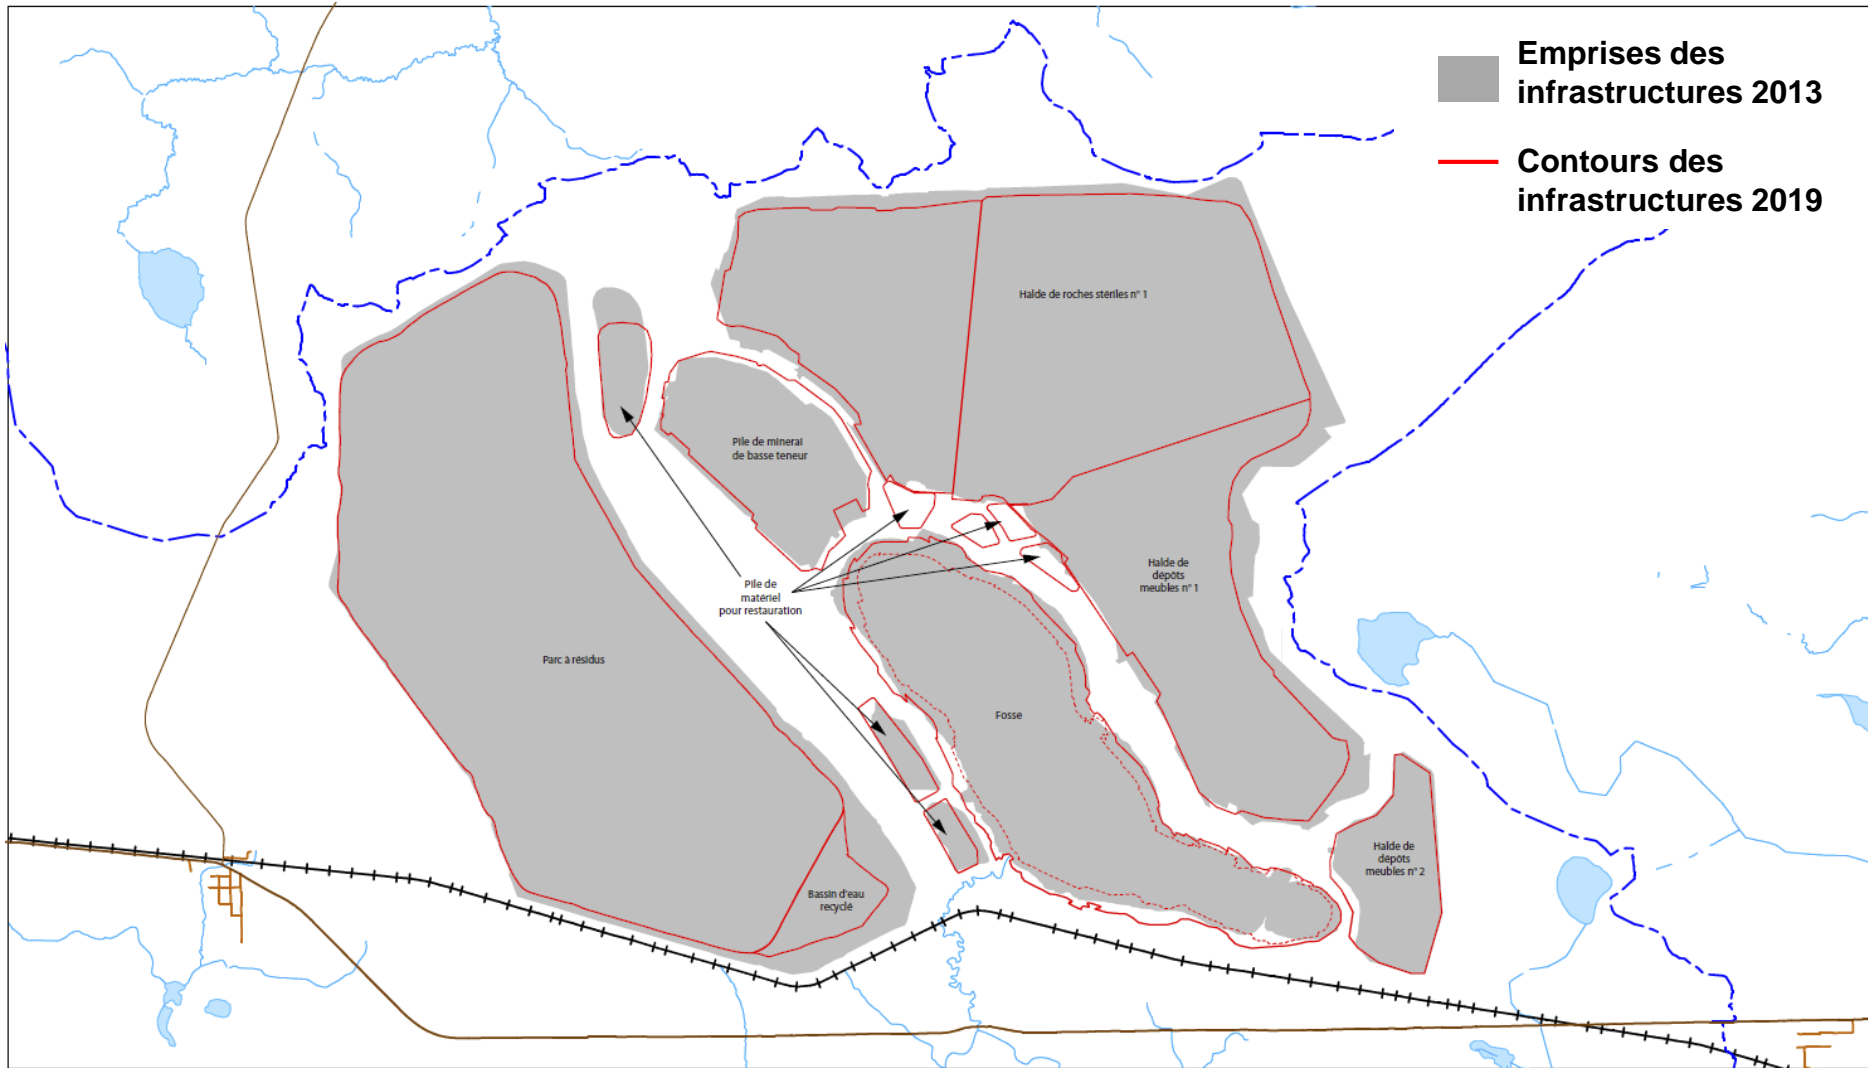 Emprises des
infrastructures 2013
Contours des
infrastructures 2019
Halde de roches stériles n° 1
Pile de minerai
de basse teneur
Halde de
dépôts
meubles n° 1
Pile de
matériel
pour restauration
Parc à résidus
Fosse
Halde de
dépôts
meubles n° 2
Bassin d'eau
recyclé